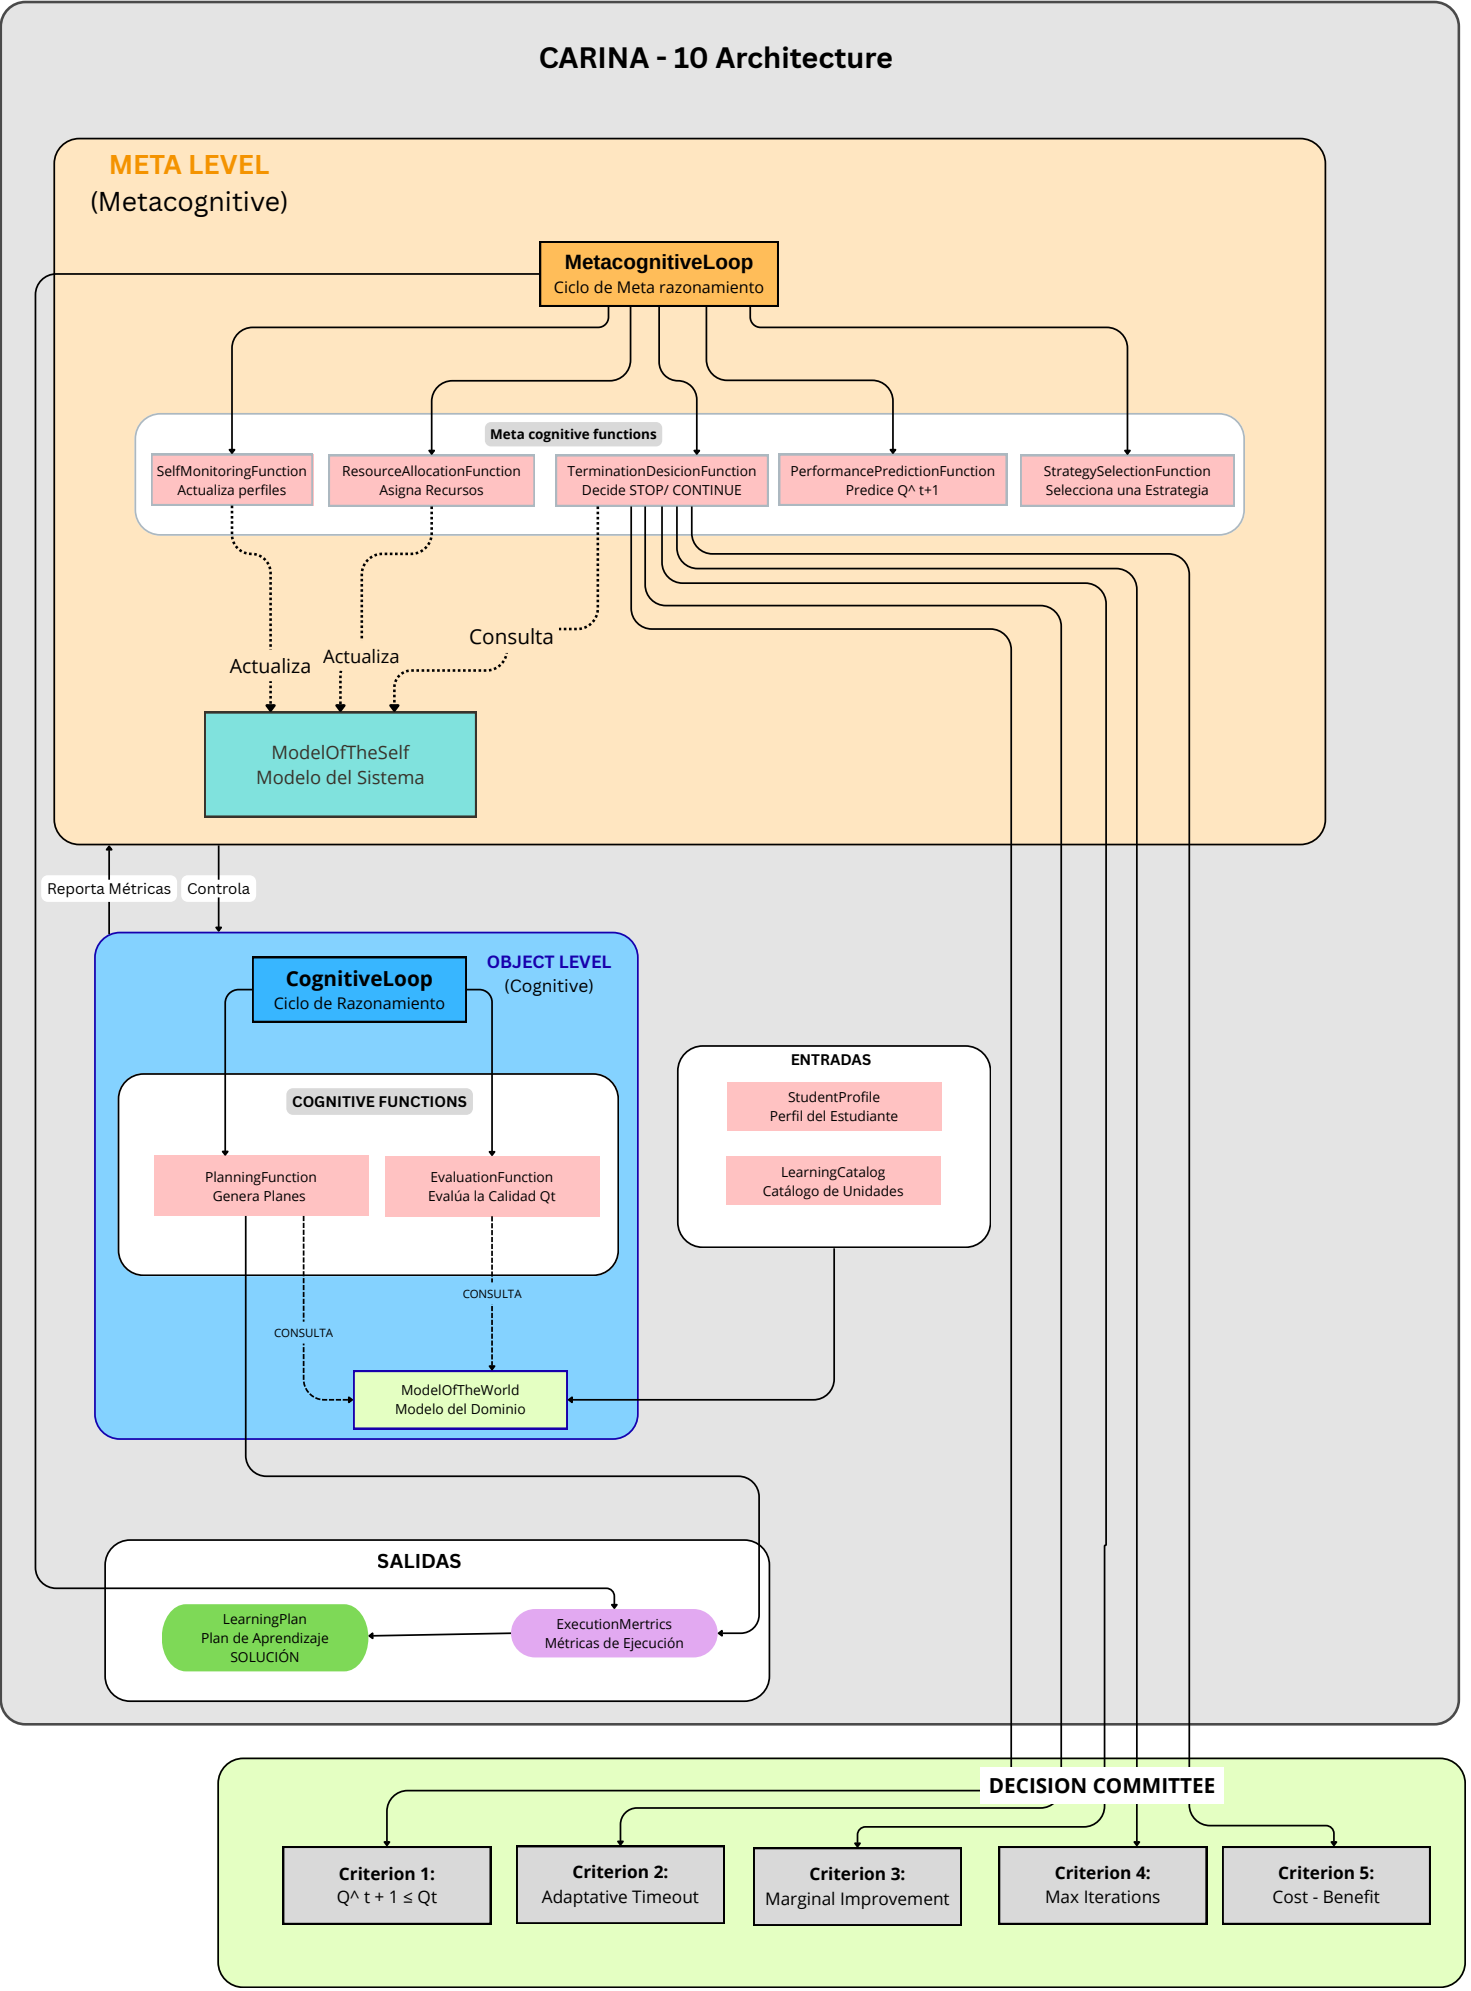 CARINA - 10 Architecture
META LEVEL
(Metacognitive)
MetacognitiveLoop
Ciclo de Meta razonamiento
Meta cognitive functions
SelfMonitoringFunction
Actualiza perfiles
ResourceAllocationFunction
Asigna Recursos
TerminationDesicionFunction
Decide STOP/ CONTINUE
PerformancePredictionFunction
Predice Q^ t+1
StrategySelectionFunction
Selecciona una Estrategia
Actualiza
Actualiza
Consulta
ModelOfTheSelf
Modelo del Sistema
Reporta Métricas
Controla
OBJECT LEVEL
(Cognitive)
CognitiveLoop
Ciclo de Razonamiento
COGNITIVE FUNCTIONS
PlanningFunction
Genera Planes
EvaluationFunction
Evalúa la Calidad Qt
CONSULTA
CONSULTA
ModelOfTheWorld
Modelo del Dominio
ENTRADAS
StudentProfile
Perfil del Estudiante
LearningCatalog
Catálogo de Unidades
SALIDAS
LearningPlan
Plan de Aprendizaje
SOLUCIÓN
ExecutionMertrics
Métricas de Ejecución
DECISION COMMITTEE
Criterion 1:
Q^ t + 1 ≤ Qt
Criterion 2:
Adaptative Timeout
Criterion 3:
Marginal Improvement
Criterion 4:
Max Iterations
Criterion 5:
Cost - Benefit